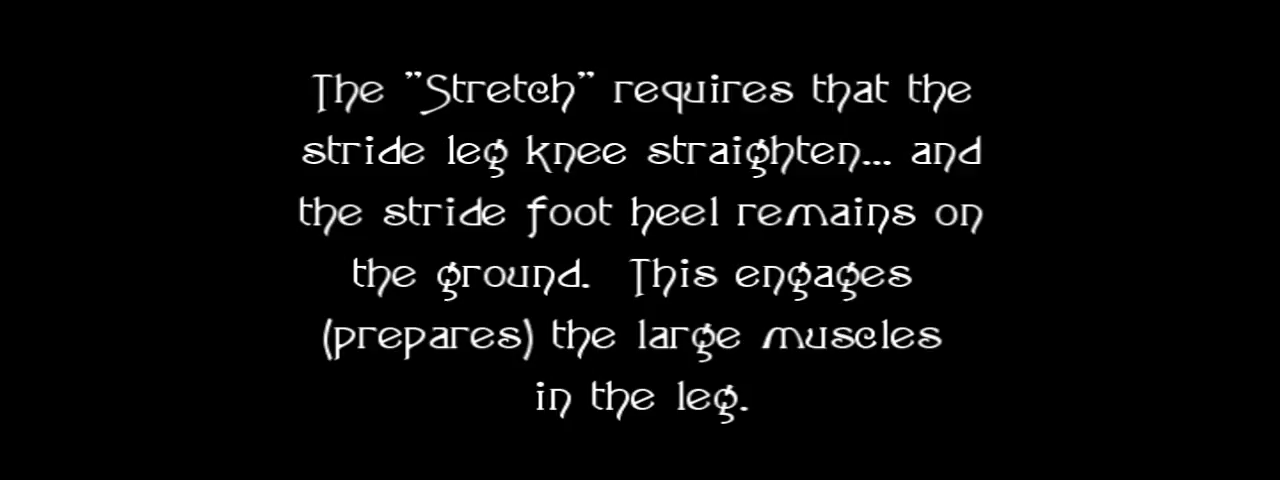 The "Stretch" requires that the
stride leg knee straighten... and
the stride foot heel remains on
the ground.  This engages
(prepares) the large muscles
in the leg.